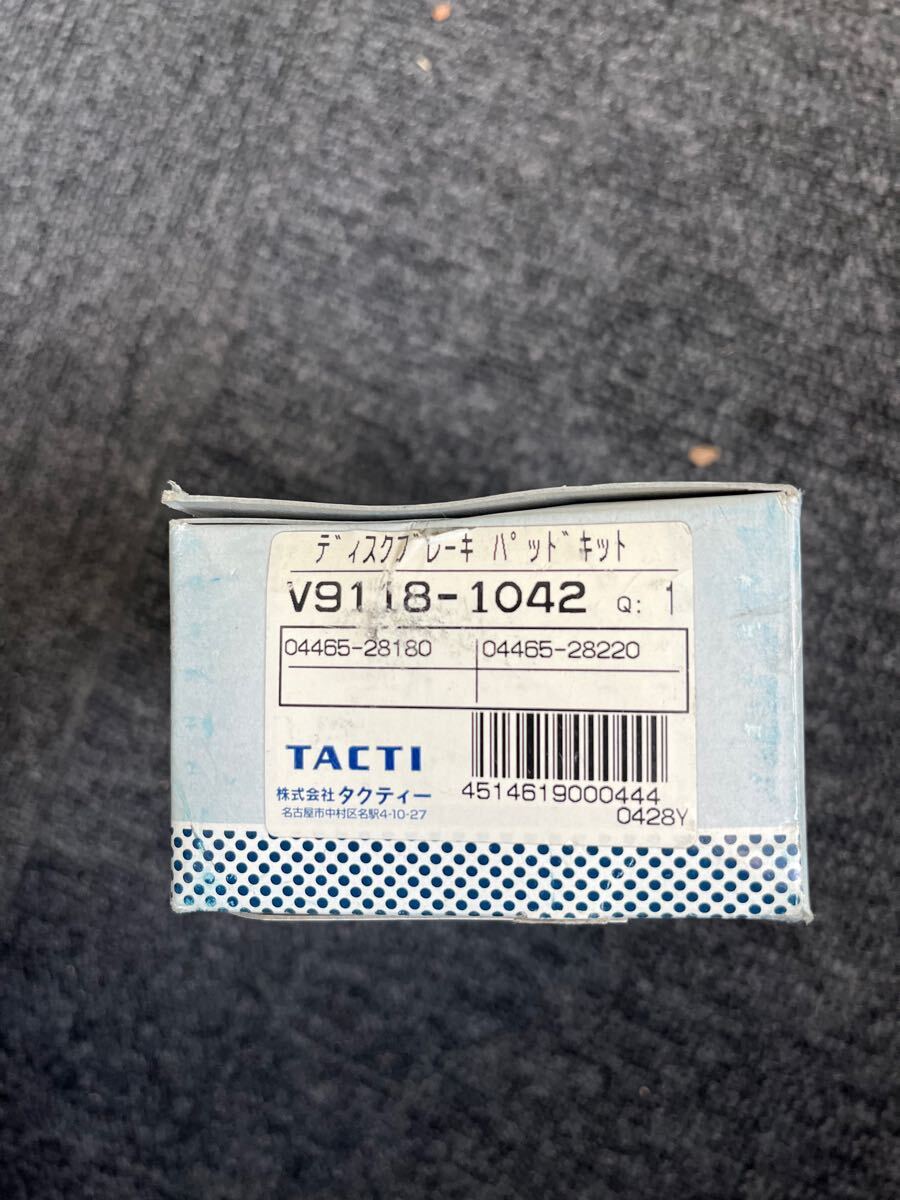 ディスクブレーキ パッドキット
V9118-1042 Q: 1
04465-28180 04465-28220
TACTI
株式会社 タクティー
名古屋市中村区名駅4-10-27
4514619000444
0428Y